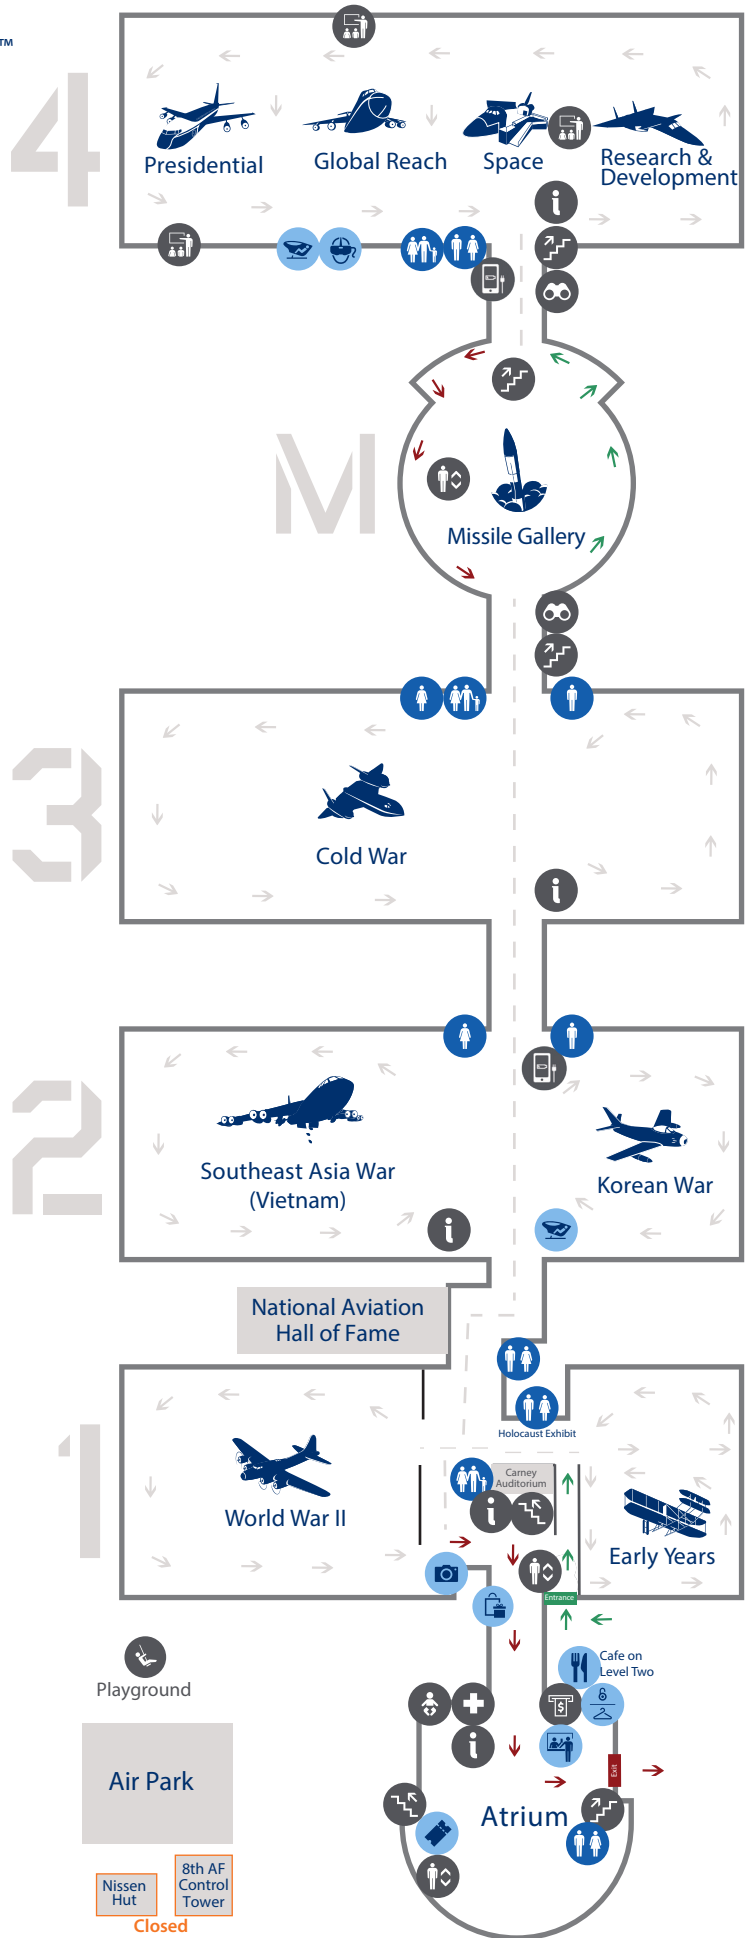 TM
4
Presidential
Global Reach
Space
Research &
Development
i
M
Missile Gallery
3
Cold War
i
2
Southeast Asia War
(Vietnam)
Korean War
i
National Aviation
Hall of Fame
Holocaust Exhibit
1
World War II
Carney
Auditorium
i
Early Years
Entrance
Cafe on
Level Two
Playground
$
i
Exit
Air Park
Atrium
Nissen
Hut
8th AF
Control
Tower
Closed